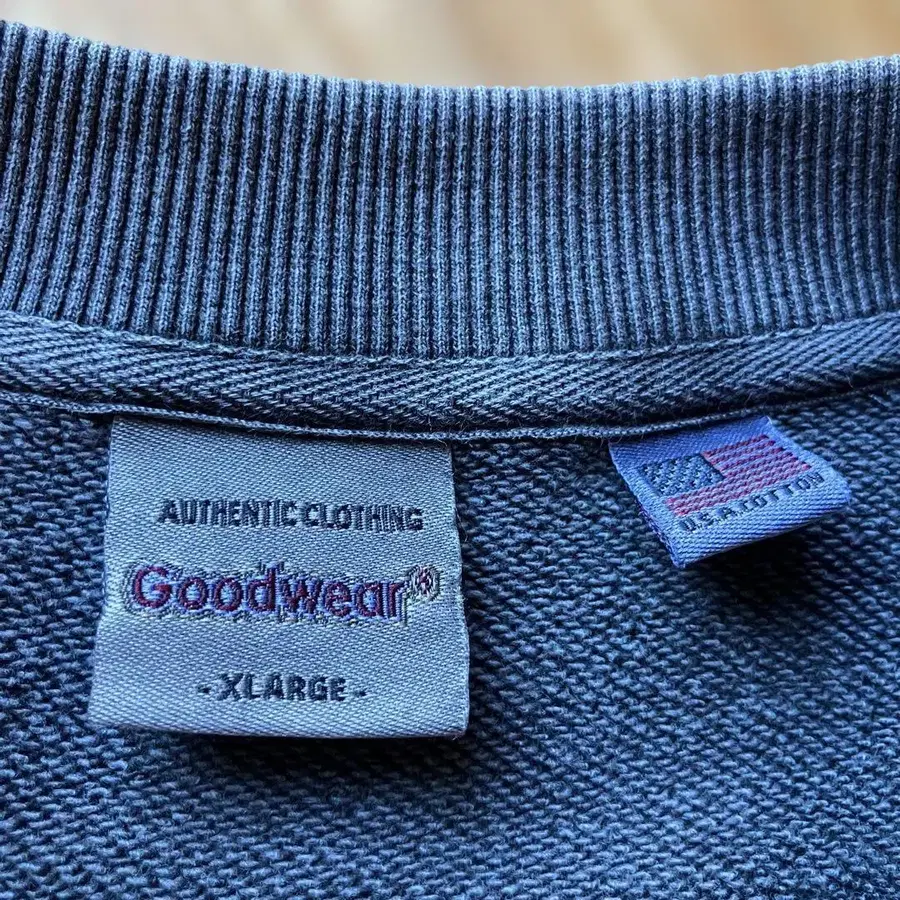 AUTHENTIC CLOTHING
Goodwear®
- XLARGE -
U.S.A COTTON